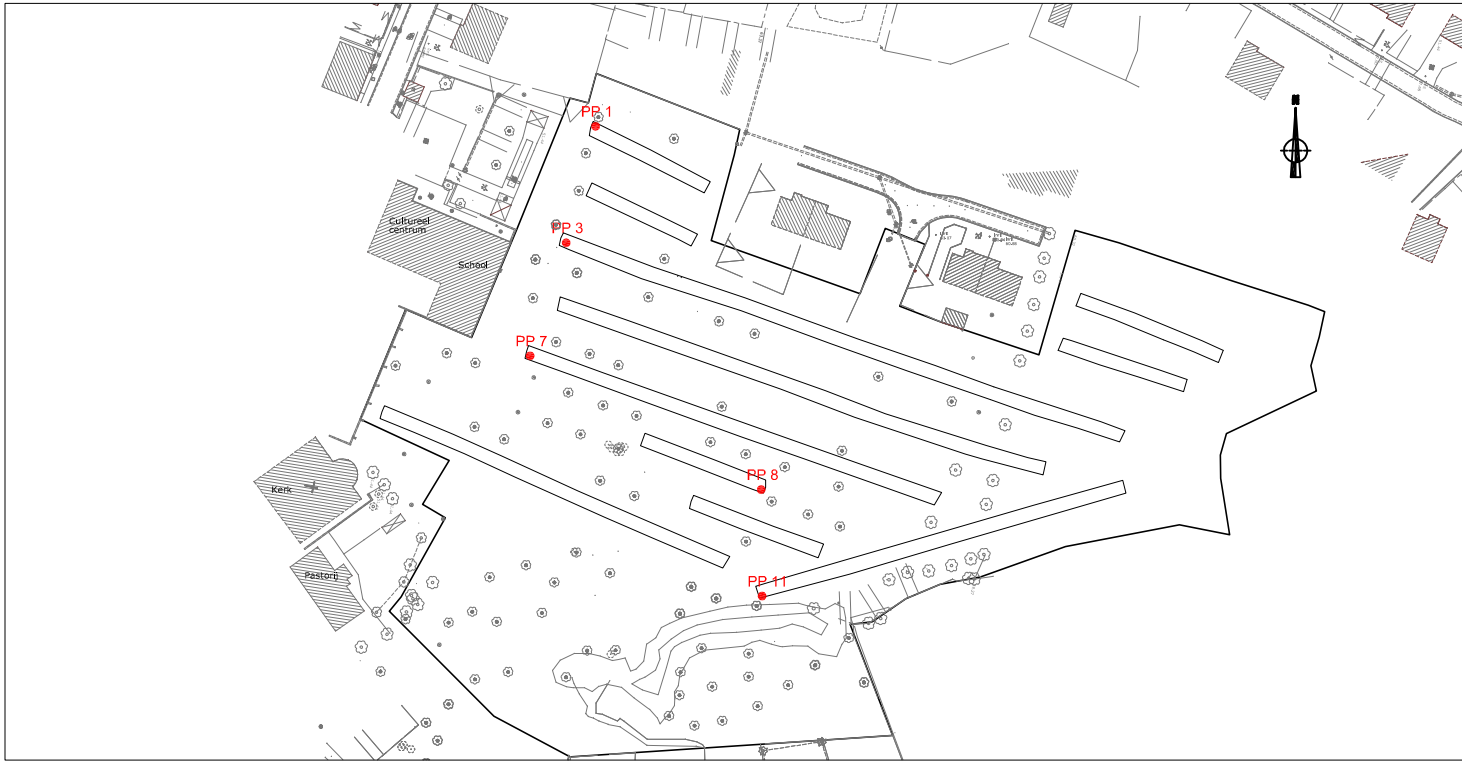 N
PP 1
Cultureel
centrum
PP 3
School
PP 7
PP 8
Kerk
Pastorij
PP 11